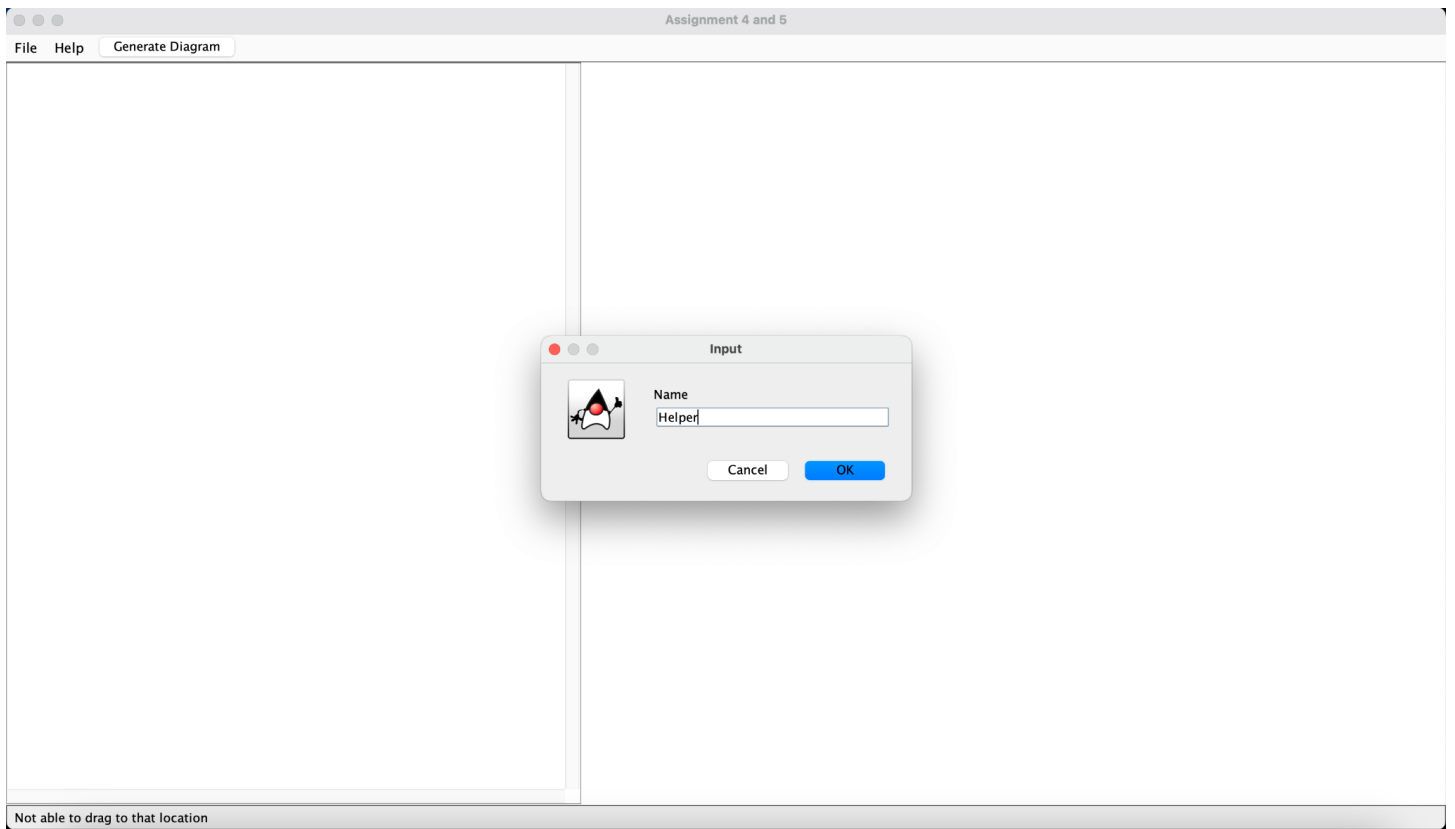 Assignment 4 and 5
File Help Generate Diagram
Input
Name
Helper
Cancel OK
Not able to drag to that location